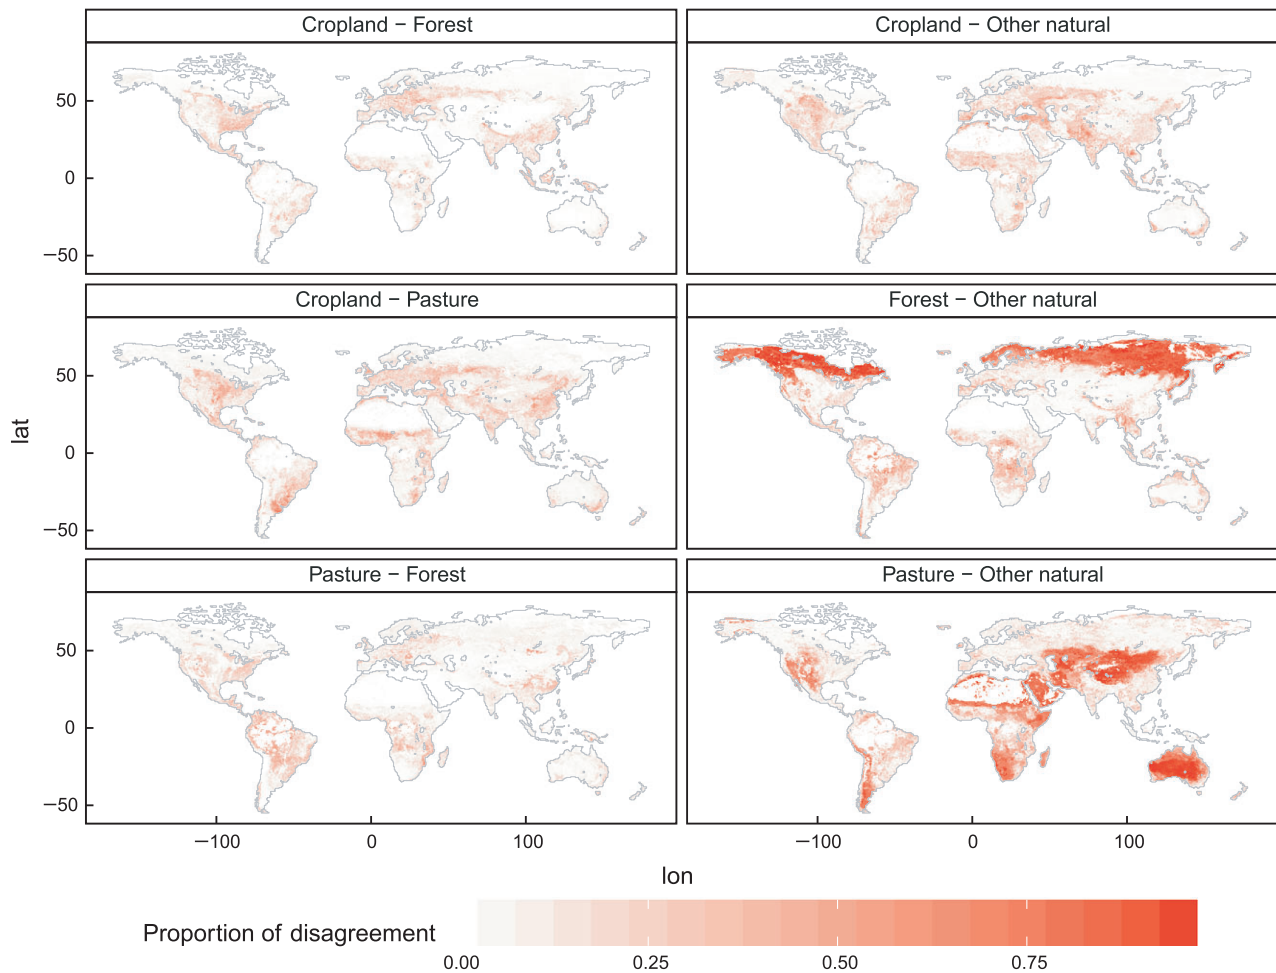 Cropland − Forest
Cropland − Other natural
50
0
−50
Cropland − Pasture
Forest − Other natural
50
0
−50
lat
Pasture − Forest
Pasture − Other natural
50
0
−50
−100 0 100 −100 0 100
lon
Proportion of disagreement
0.00 0.25 0.50 0.75